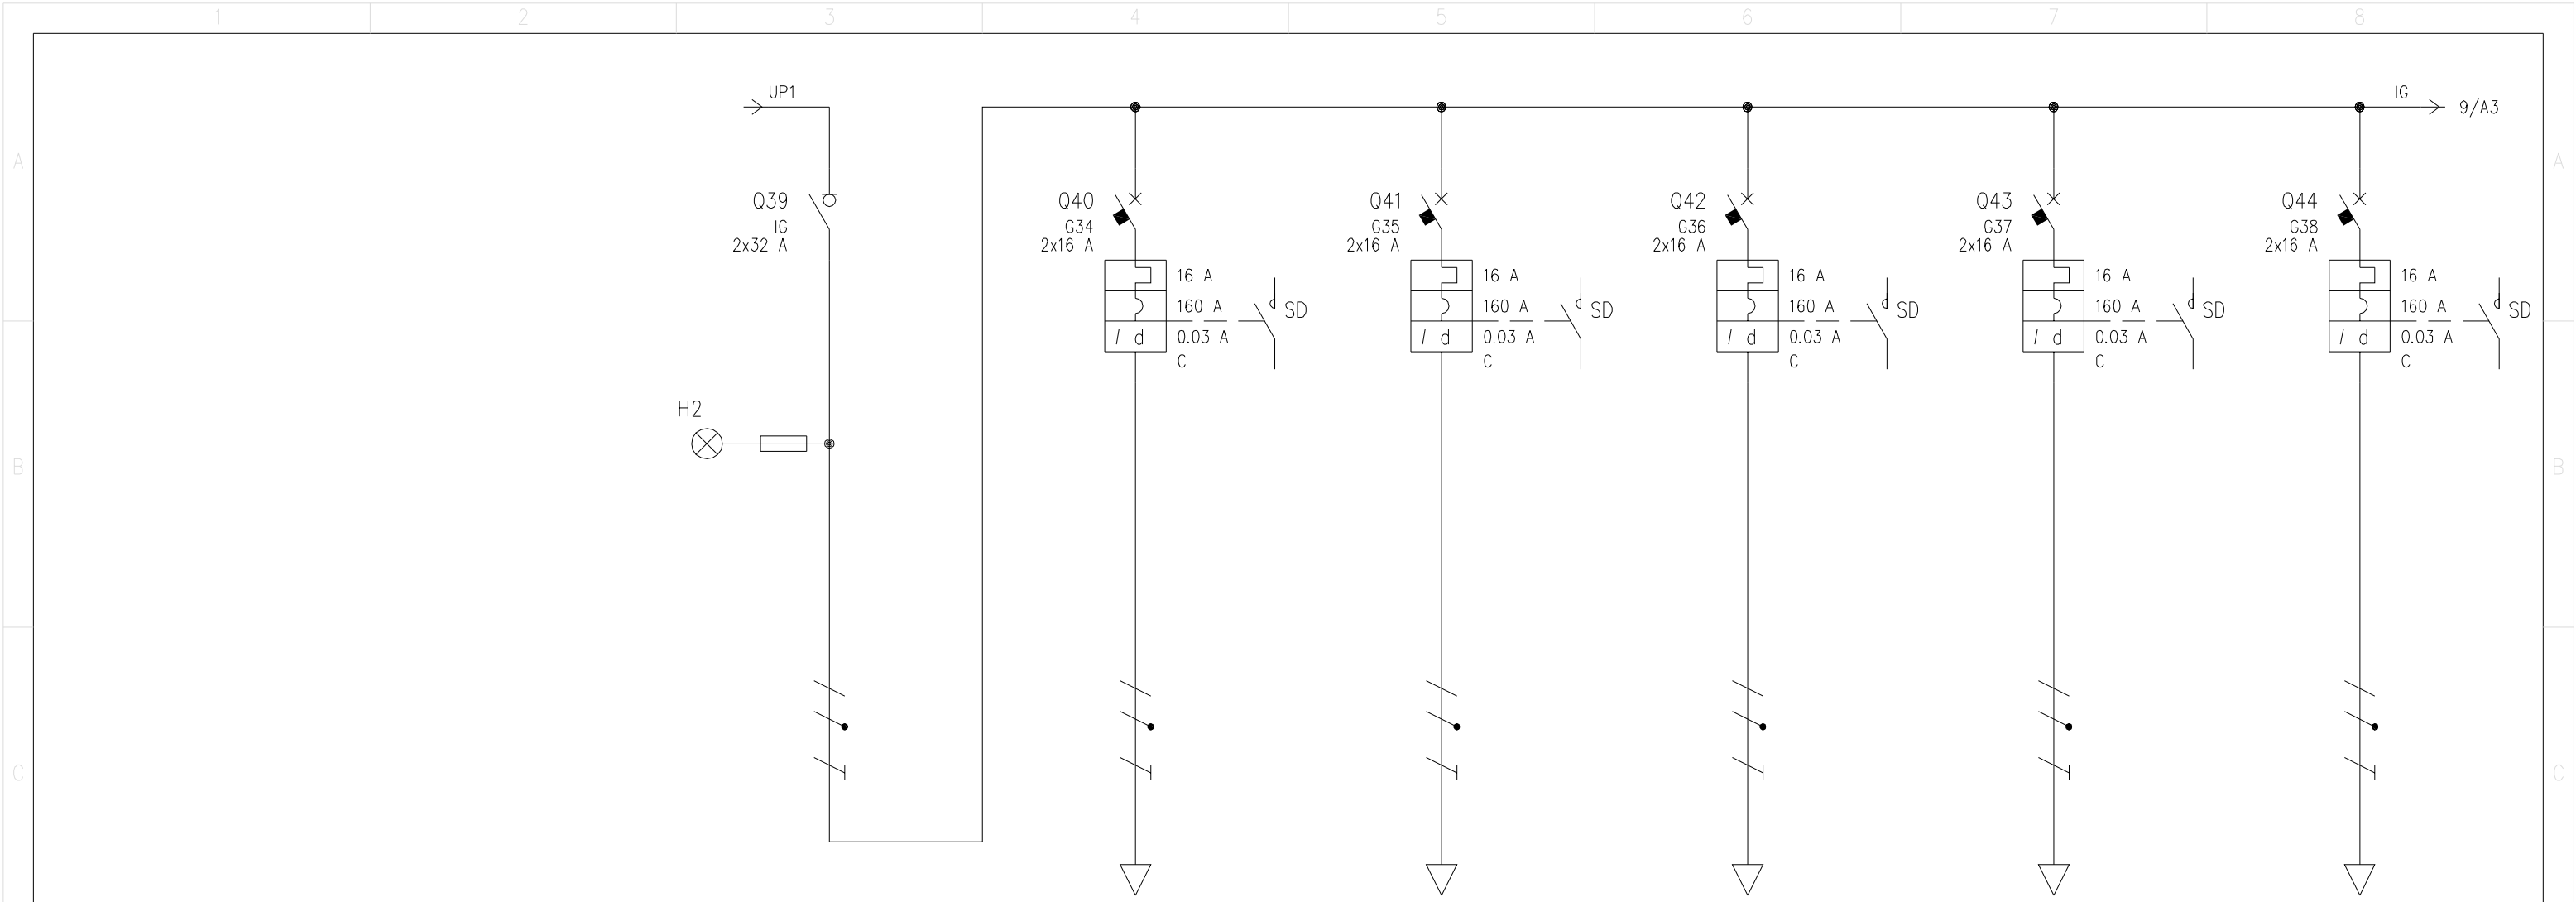 1 2 3 4 5 6 7 8
UP1
IG
9/A3
A A
Q39
IG
2x32 A
Q40
G34
2x16 A
16 A
160 A
0.03 A
C
I d
SD
Q41
G35
2x16 A
16 A
160 A
0.03 A
C
I d
SD
Q42
G36
2x16 A
16 A
160 A
0.03 A
C
I d
SD
Q43
G37
2x16 A
16 A
160 A
0.03 A
C
I d
SD
Q44
G38
2x16 A
16 A
160 A
0.03 A
C
I d
SD
H2
B B
C C